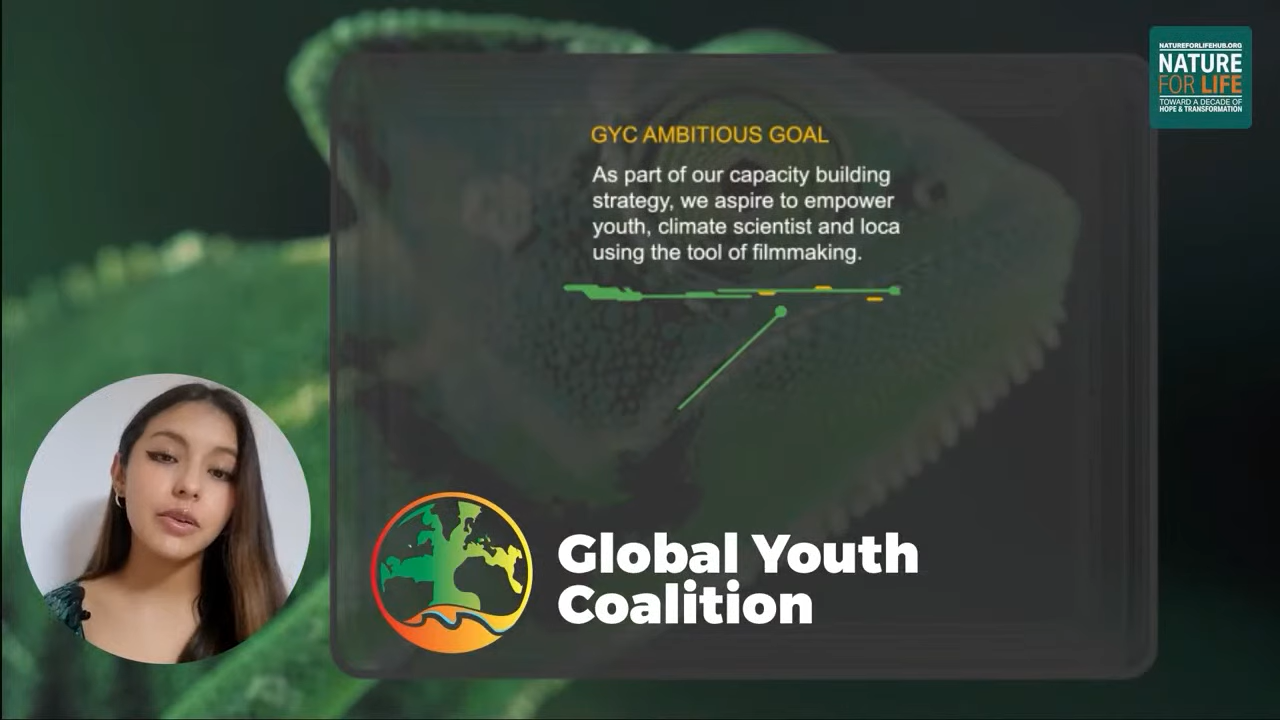 NATUREFORLIFEHUB.ORG
NATURE
FOR LIFE
TOWARD A DECADE OF
HOPE & TRANSFORMATION
GYC AMBITIOUS GOAL
As part of our capacity building
strategy, we aspire to empower
youth, climate scientist and loca
using the tool of filmmaking.
Global Youth
Coalition